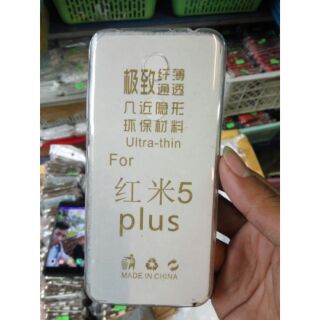 极致纤薄
通透
几近隐形
环保材料
Ultra-thin
For
红米5
plus
MADE IN CHINA